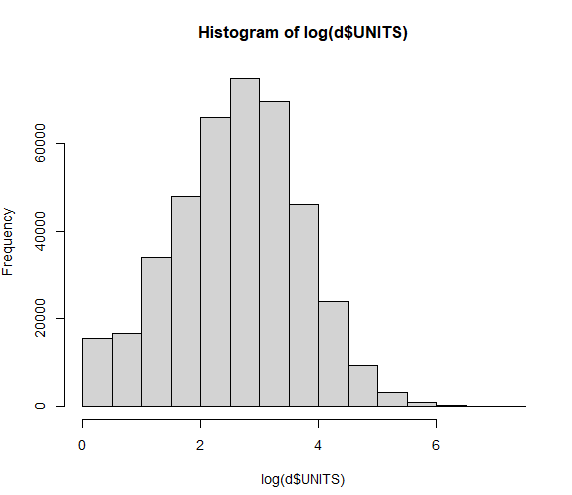 Histogram of log(d$UNITS)
Frequency
60000
40000
20000
0
0 2 4 6
log(d$UNITS)